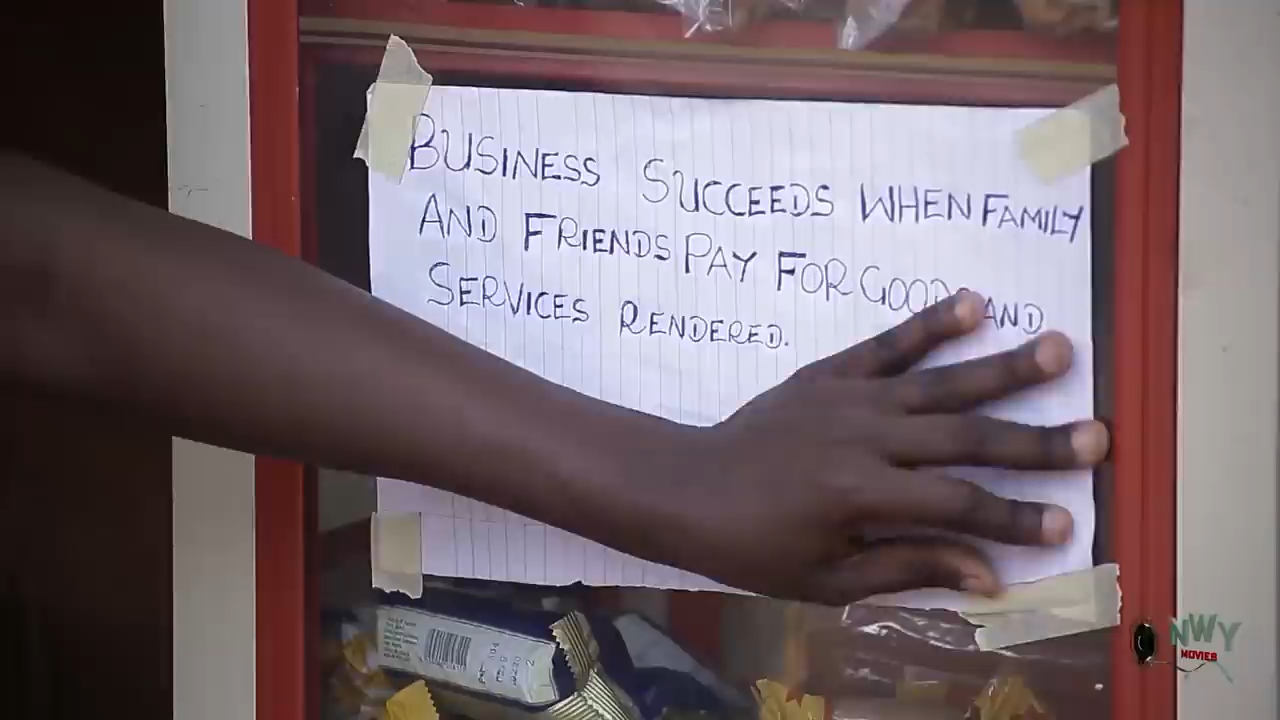 BUSINESS SUCCEEDS WHEN FAMILY
AND FRIENDS PAY FOR GOODS AND
SERVICES RENDERED.
NWY
MOVIES